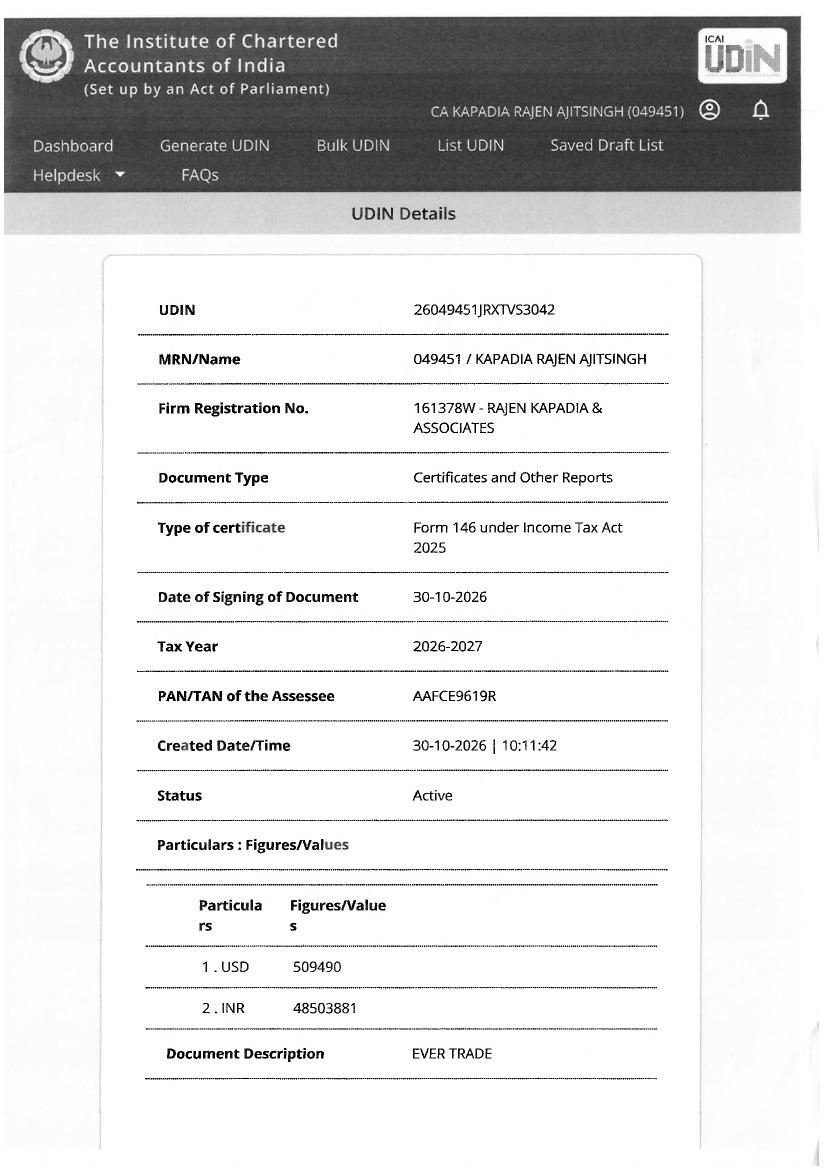 The Institute of Chartered
Accountants of India
(Set up by an Act of Parliament)
ICAI
UDIN
CA KAPADIA RAJEN AJITSINGH (049451)
Dashboard Generate UDIN Bulk UDIN List UDIN Saved Draft List
Helpdesk FAQs
UDIN Details
UDIN 26049451JRXTVS3042
MRN/Name 049451 / KAPADIA RAJEN AJITSINGH
Firm Registration No. 161378W - RAJEN KAPADIA &
ASSOCIATES
Document Type Certificates and Other Reports
Type of certificate Form 146 under Income Tax Act
2025
Date of Signing of Document 30-10-2026
Tax Year 2026-2027
PAN/TAN of the Assessee AAFCE9619R
Created Date/Time 30-10-2026 | 10:11:42
Status Active
Particulars : Figures/Values
Particula Figures/Value
rs s
1 . USD 509490
2 . INR 48503881
Document Description EVER TRADE